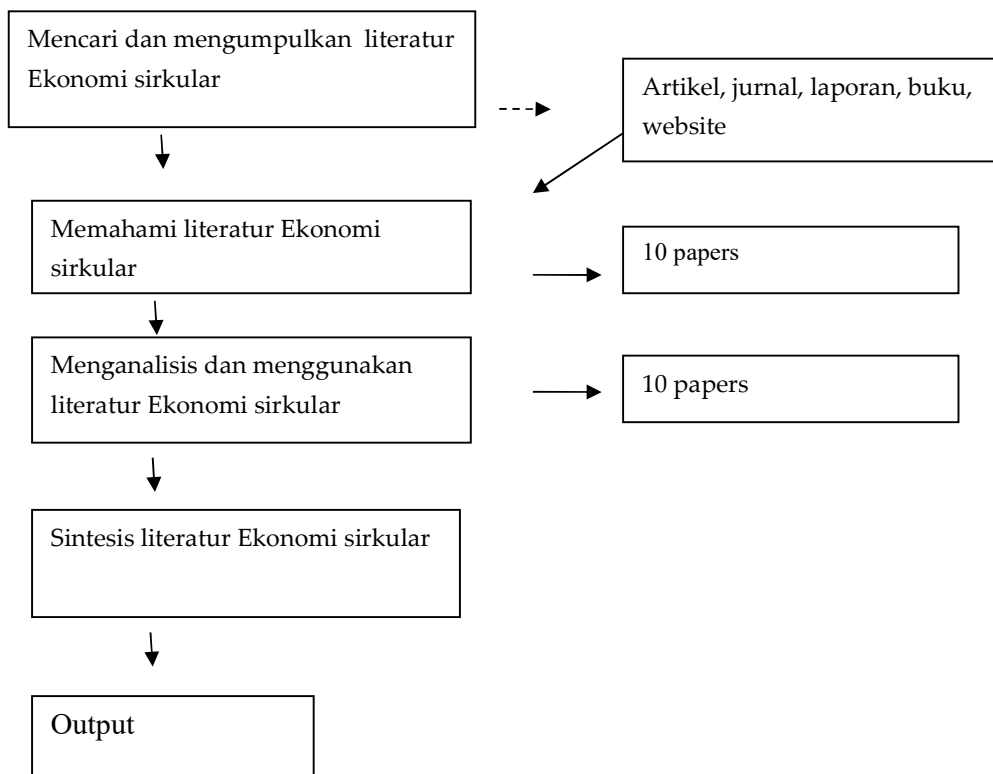 Mencari dan mengumpulkan literatur
Ekonomi sirkular
Artikel, jurnal, laporan, buku,
website
Memahami literatur Ekonomi
sirkular
10 papers
Menganalisis dan menggunakan
literatur Ekonomi sirkular
10 papers
Sintesis literatur Ekonomi sirkular
Output